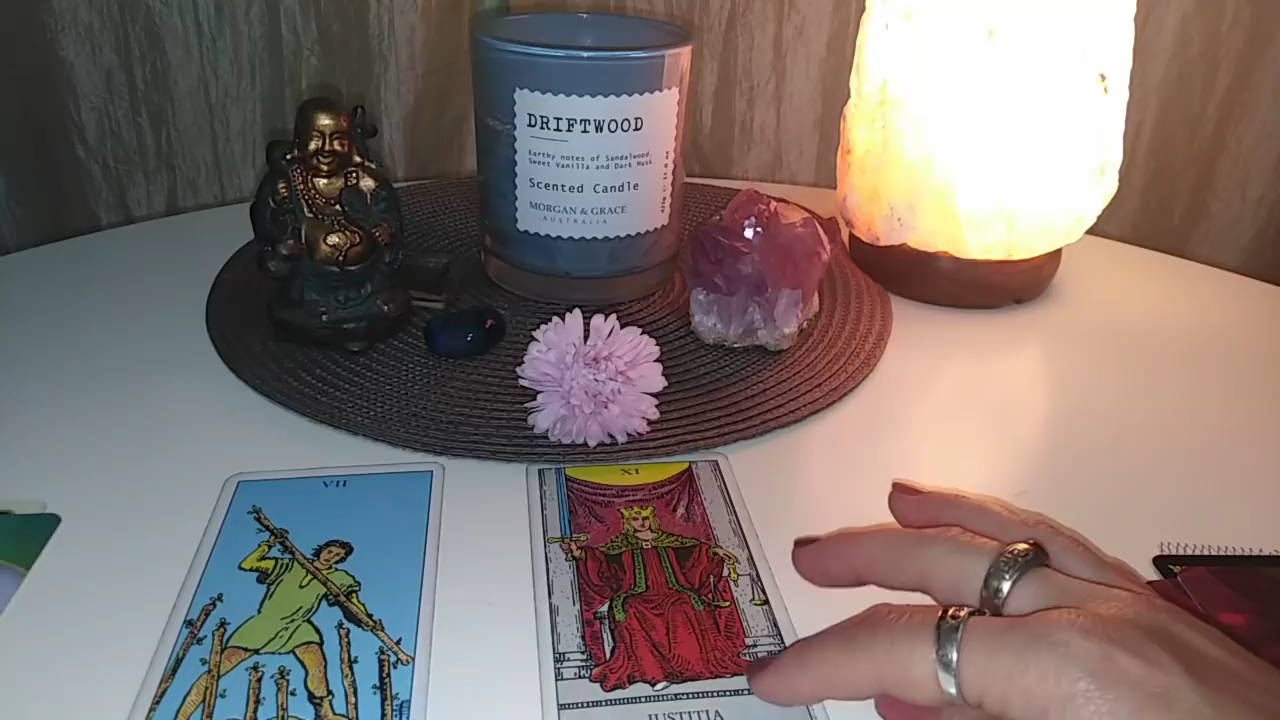 DRIFTWOOD
Earthy notes of Sandalwood,
Sweet Vanilla and Dark Musk
Scented Candle
MORGAN & GRACE
AUSTRALIA
VII
XI
JUSTITIA